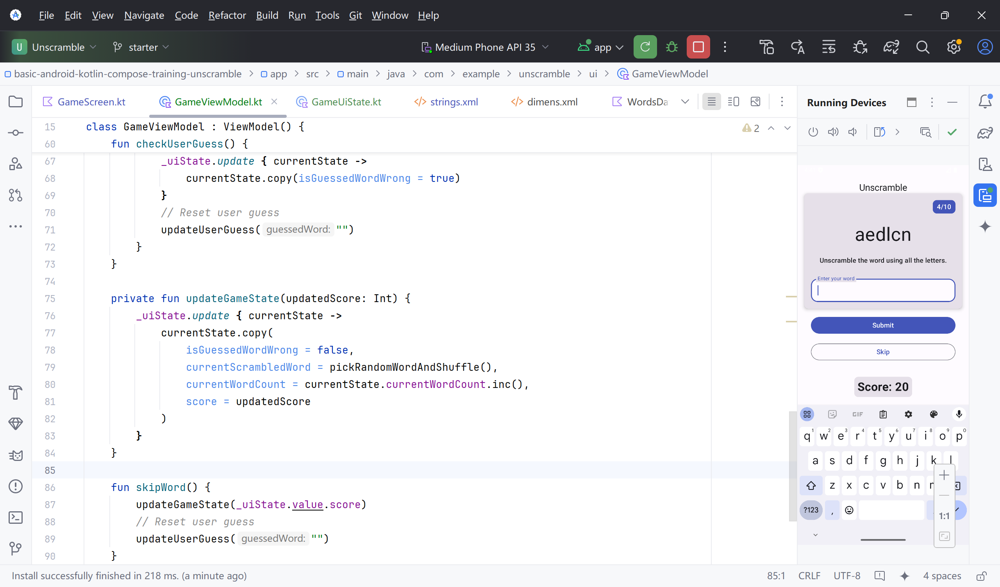 File Edit View Navigate Code Refactor Build Run Tools Git Window Help
U Unscramble starter Medium Phone API 35 app
basic-android-kotlin-compose-training-unscramble > app > src > main > java > com > example > unscramble > ui > GameViewModel
GameScreen.kt GameViewModel.kt GameUiState.kt strings.xml dimens.xml
15 class GameViewModel : ViewModel() {
2
60 fun checkUserGuess() {
67 _uiState.update { currentState ->
68 currentState.copy(isGuessedWordWrong = true)
69 }
70 // Reset user guess
71 updateUserGuess( guessedWord: "")
72 }
73 }
74
75 private fun updateGameState(updatedScore: Int) {
76 _uiState.update { currentState ->
77 currentState.copy(
78 isGuessedWordWrong = false,
79 currentScrambledWord = pickRandomWordAndShuffle(),
80 currentWordCount = currentState.currentWordCount.inc(),
81 score = updatedScore
82 )
83 }
84 }
85
86 fun skipWord() {
87 updateGameState(_uiState.value.score)
88 // Reset user guess
89 updateUserGuess( guessedWord: "")
90 }
Running Devices
Unscramble
4/10
aedlcn
Unscramble the word using all the letters.
Enter your word
Submit
Skip
Score: 20
GIF
q1 w2 e3 r4 t5 y6 u7 i8 o9 p0
a s d f g h j k l
z x c v b n
?123 ,
1:1
Install successfully finished in 218 ms. (a minute ago)
85:1 CRLF UTF-8 4 spaces